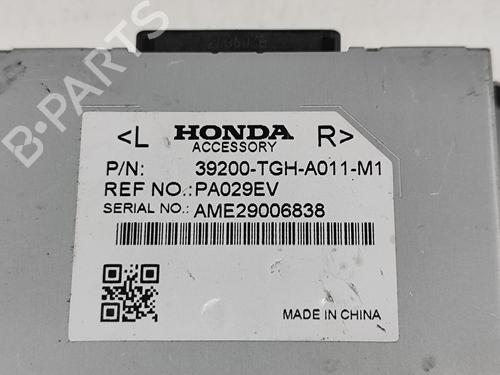 <L HONDA R>
ACCESSORY
P/N: 39200-TGH-A011-M1
REF NO.:PA029EV
SERIAL NO.: AME29006838
MADE IN CHINA
B-PARTS